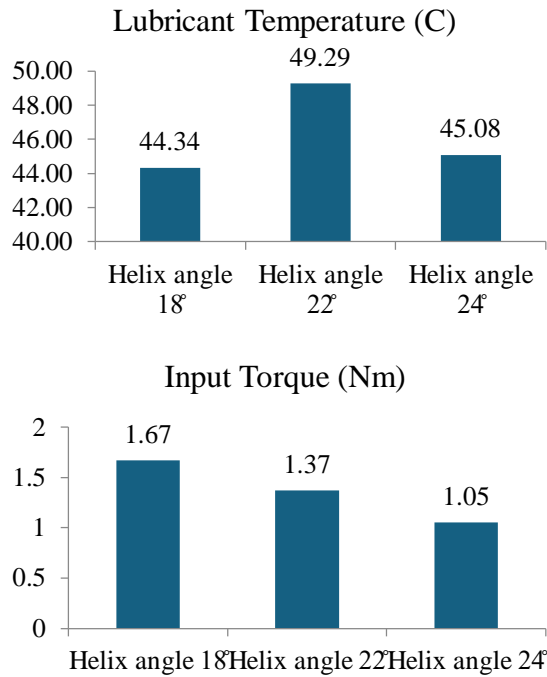 Lubricant Temperature (C)
50.00
48.00
46.00
44.00
42.00
40.00
44.34
49.29
45.08
Helix angle 18°
Helix angle 22°
Helix angle 24°
Input Torque (Nm)
2
1.5
1
0.5
0
1.67
1.37
1.05
Helix angle 18°
Helix angle 22°
Helix angle 24°